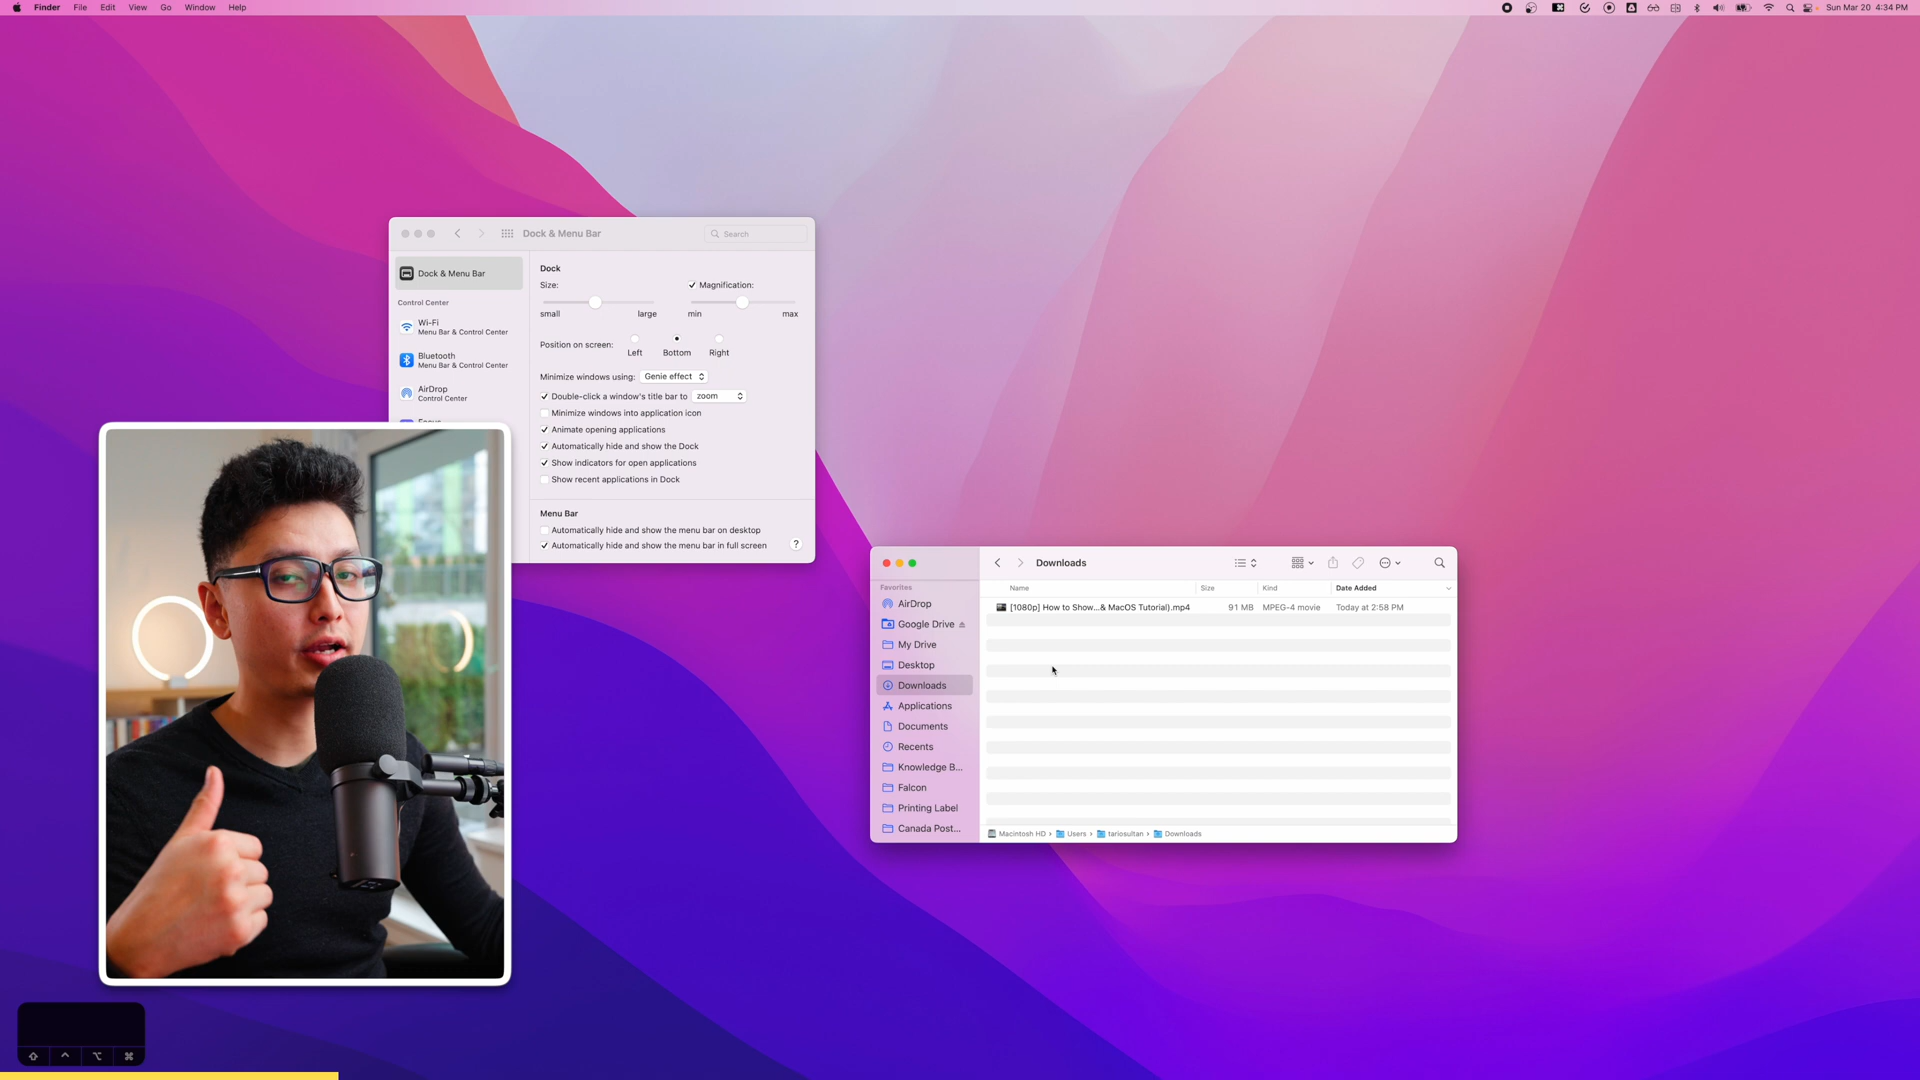 Finder File Edit View Go Window Help
Sun Mar 20 4:34 PM
Dock & Menu Bar
Search
Dock & Menu Bar
Control Center
Wi-Fi
Menu Bar & Control Center
Bluetooth
Menu Bar & Control Center
AirDrop
Control Center
Dock
Size:
Magnification:
small large
min max
Position on screen:
Left Bottom Right
Minimize windows using: Genie effect
Double-click a window's title bar to zoom
Minimize windows into application icon
Animate opening applications
Automatically hide and show the Dock
Show indicators for open applications
Show recent applications in Dock
Menu Bar
Automatically hide and show the menu bar on desktop
Automatically hide and show the menu bar in full screen
?
Downloads
Favorites
AirDrop
Google Drive
My Drive
Desktop
Downloads
Applications
Documents
Recents
Knowledge B...
Falcon
Printing Label
Canada Post...
Name Size Kind Date Added
[1080p] How to Show...& MacOS Tutorial).mp4 91 MB MPEG-4 movie Today at 2:58 PM
Macintosh HD › Users › tariosultan › Downloads